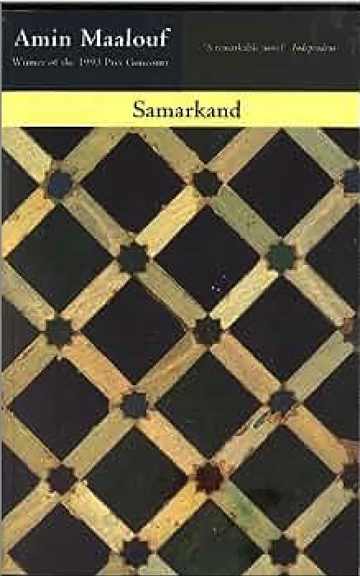 Amin Maalouf
Winner of the 1993 Prix Goncourt
'A remarkable novel' Independent
Samarkand